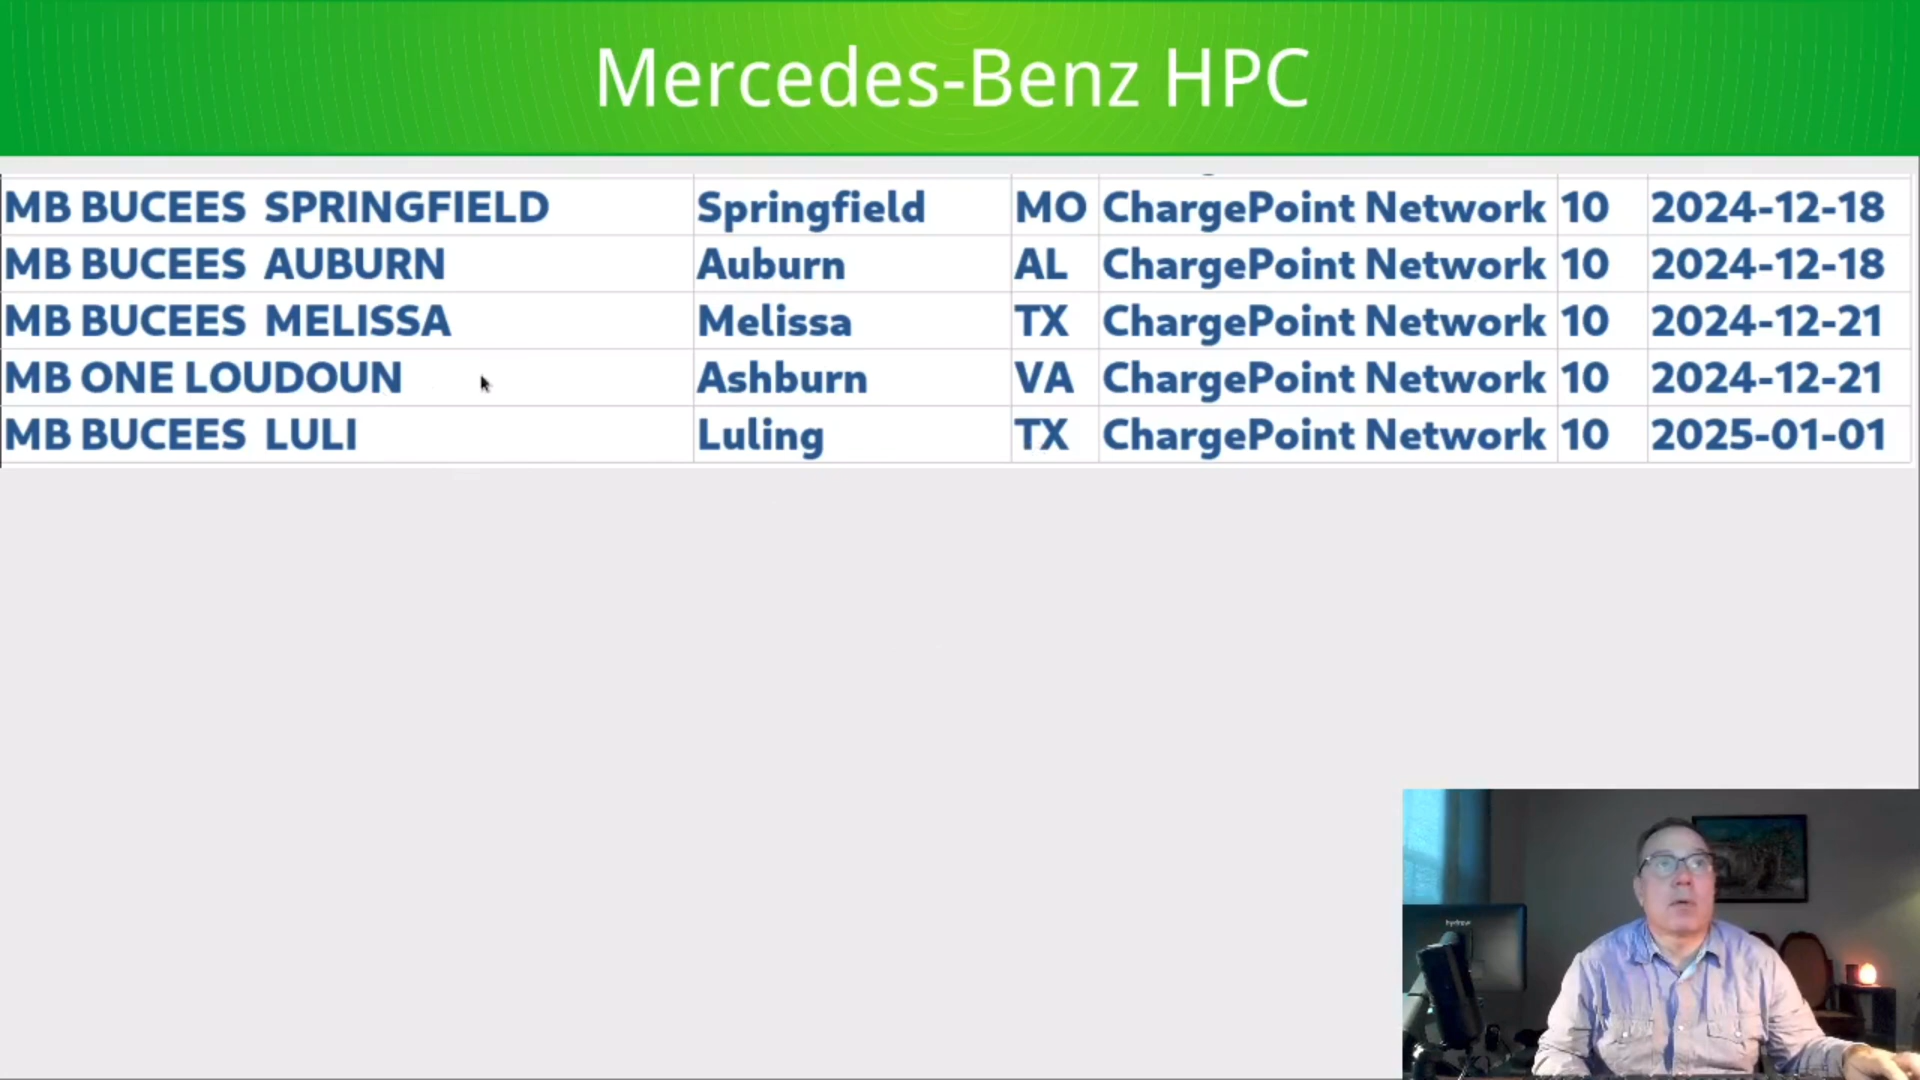 Mercedes-Benz HPC
MB BUCEES SPRINGFIELD Springfield MO ChargePoint Network 10 2024-12-18
MB BUCEES AUBURN Auburn AL ChargePoint Network 10 2024-12-18
MB BUCEES MELISSA Melissa TX ChargePoint Network 10 2024-12-21
MB ONE LOUDOUN Ashburn VA ChargePoint Network 10 2024-12-21
MB BUCEES LULI Luling TX ChargePoint Network 10 2025-01-01